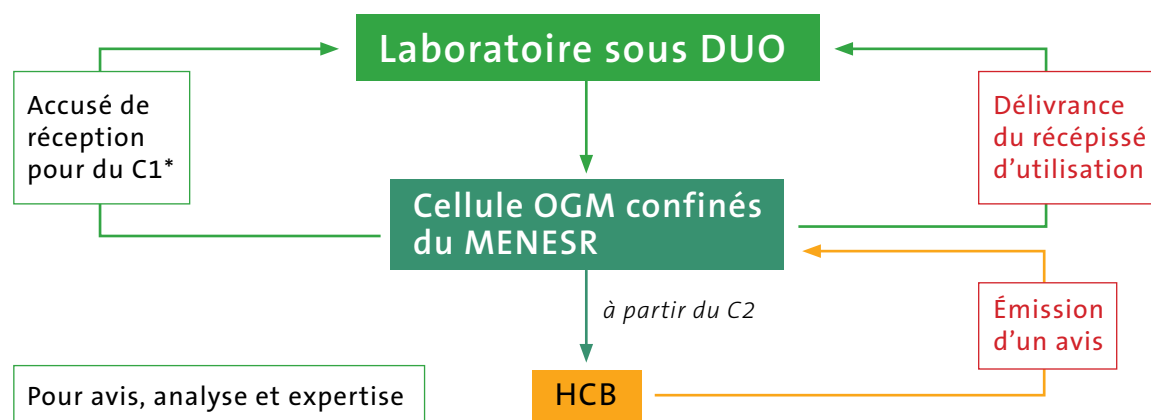 Laboratoire sous DUO
Accusé de
réception
pour du C1*
Délivrance
du récépissé
d’utilisation
Cellule OGM confinés
du MENESR
à partir du C2
Émission
d’un avis
Pour avis, analyse et expertise
HCB